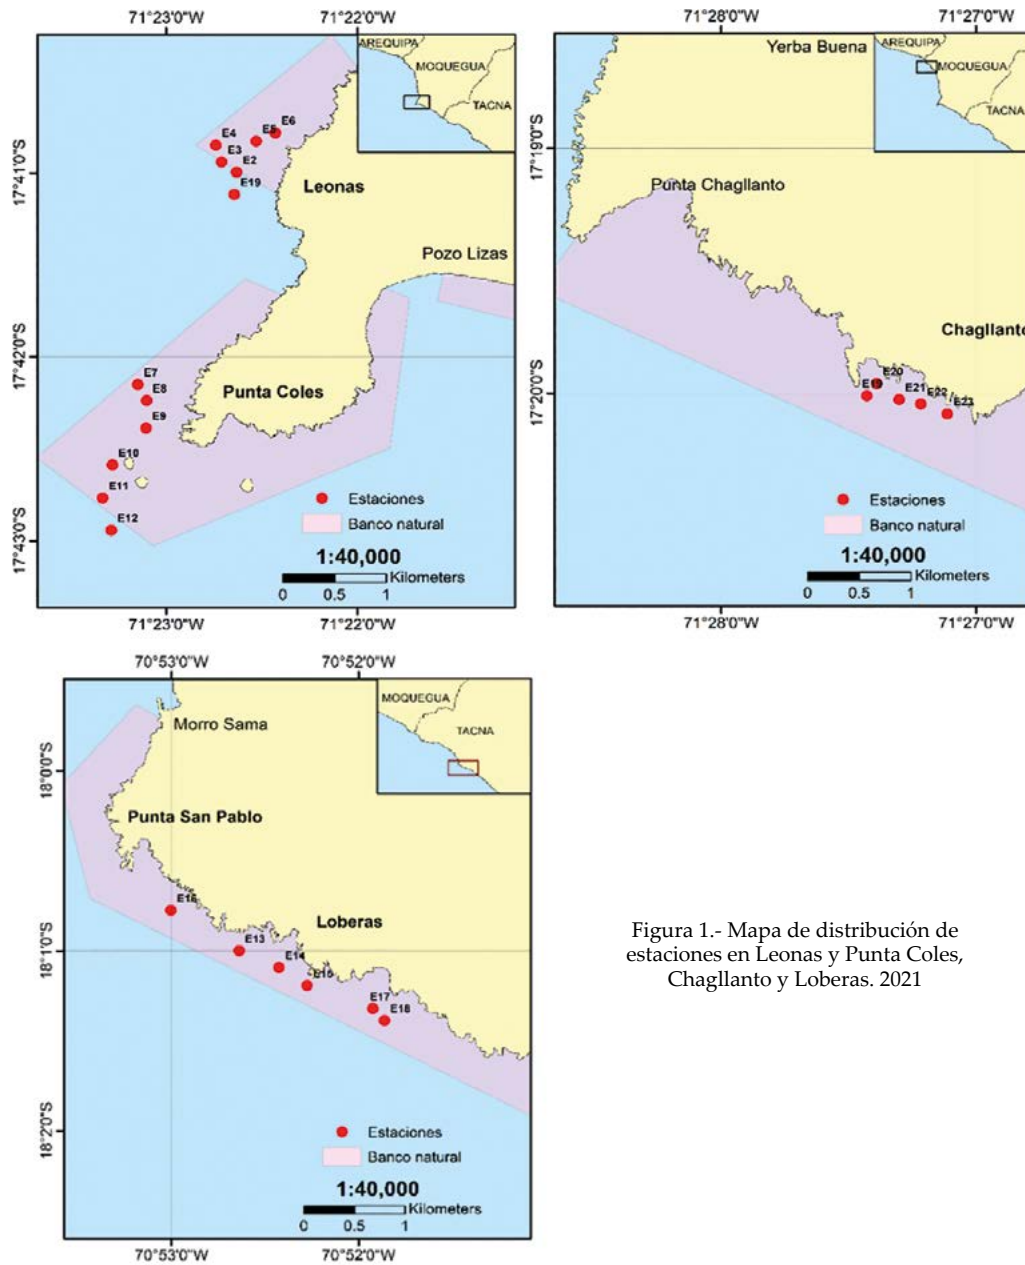 71°23'0"W
71°22'0"W
AREQUIPA
MOQUEGUA
TACNA
E6
E5
E4
E3
E2
E19
17°41'0"S
Leonas
Pozo Lizas
17°42'0"S
E7
E8
Punta Coles
E9
E10
E11
E12
Estaciones
Banco natural
17°43'0"S
1:40,000
Kilometers
0 0.5 1
71°23'0"W
71°22'0"W
71°28'0"W
71°27'0"W
Yerba Buena
AREQUIPA
MOQUEGUA
TACNA
17°19'0"S
Punta Chagllanto
Chagllanto
E20
E19
E21
E22
E23
17°20'0"S
Estaciones
Banco natural
1:40,000
Kilometers
0 0.5 1
71°28'0"W
71°27'0"W
70°53'0"W
70°52'0"W
MOQUEGUA
TACNA
Morro Sama
18°0'0"S
Punta San Pablo
E16
Loberas
E13
18°1'0"S
E14
E15
E17
E18
18°2'0"S
Estaciones
Banco natural
1:40,000
Kilometers
0 0.5 1
70°53'0"W
70°52'0"W
Figura 1.- Mapa de distribución de
estaciones en Leonas y Punta Coles,
Chagllanto y Loberas. 2021